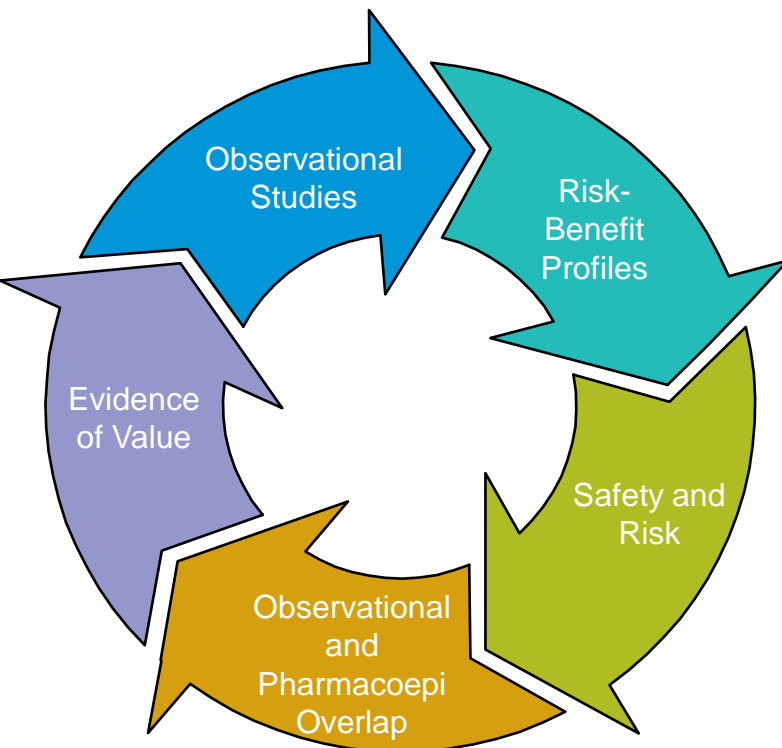 Observational
Studies
Risk-
Benefit
Profiles
Safety and
Risk
Observational
and
Pharmacoepi
Overlap
Evidence
of Value